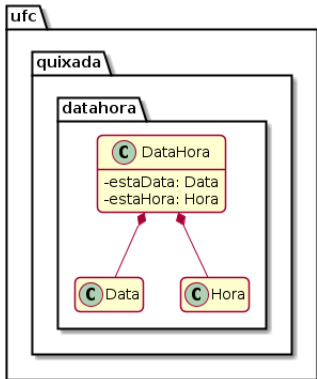 ufc
quixada
datahora
C DataHora
-estaData: Data
-estaHora: Hora
C Data
C Hora